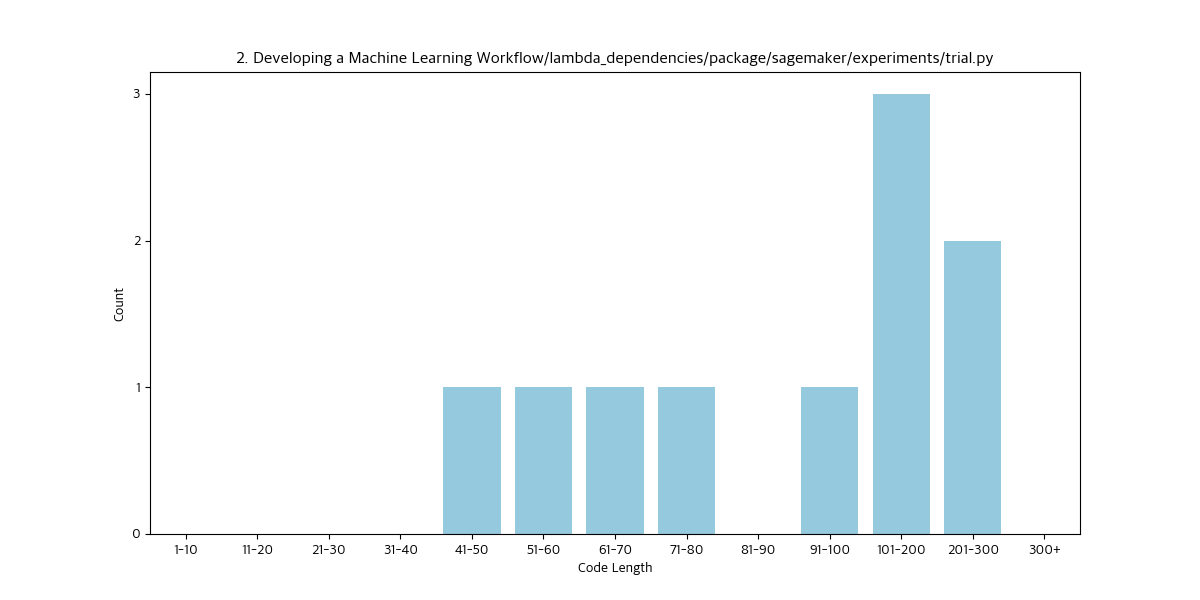 2. Developing a Machine Learning Workflow/lambda_dependencies/package/sagemaker/experiments/trial.py
3
2
1
0
Count
1-10 11-20 21-30 31-40 41-50 51-60 61-70 71-80 81-90 91-100 101-200 201-300 300+
Code Length